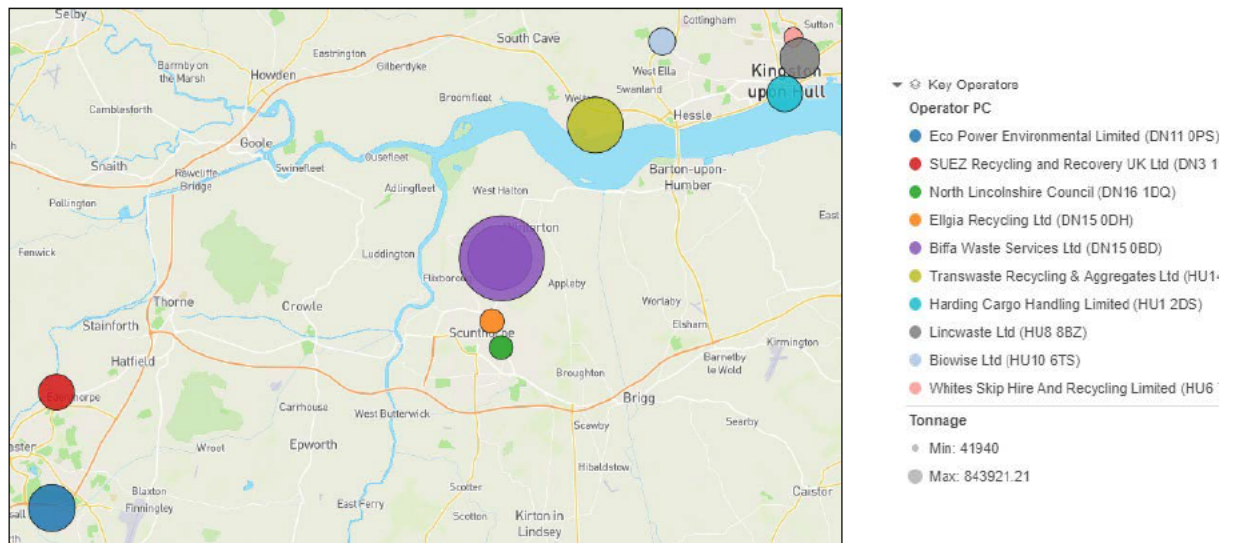 Selby
Cottingham
Sutton
South Cave
Eastrington
Barmby on
the Marsh
Gilberdyke
Howden
West Ella
Kingston
upon Hull
Swanland
Camblesforth
Broomfleet
Hessle
Goole
Snaith
Rawcliffe
Bridge
Swinefleet
Ousefleet
Barton-upon-
Humber
Adlingfleet
West Halton
Pollington
East
Fenwick
Luddington
Appleby
Thorne
Crowle
Worlaby
Stainforth
Scunthorpe
Elsham
Kirmington
Hatfield
Barnetby
le Wold
Broughton
Brigg
Carrhouse
West Butterwick
Wroot
Epworth
Scawby
Searby
Hibaldstow
Blaxton
Finningley
Scotter
Caistor
East Ferry
Scotton
Kirton in
Lindsey
Key Operators
Operator PC
Eco Power Environmental Limited (DN11 0PS)
SUEZ Recycling and Recovery UK Ltd (DN3 1
North Lincolnshire Council (DN16 1DQ)
Ellgia Recycling Ltd (DN15 0DH)
Biffa Waste Services Ltd (DN15 0BD)
Transwaste Recycling & Aggregates Ltd (HU14
Harding Cargo Handling Limited (HU1 2DS)
Lincwaste Ltd (HU8 8BZ)
Biowise Ltd (HU10 6TS)
Whites Skip Hire And Recycling Limited (HU6
Tonnage
Min: 41940
Max: 843921.21